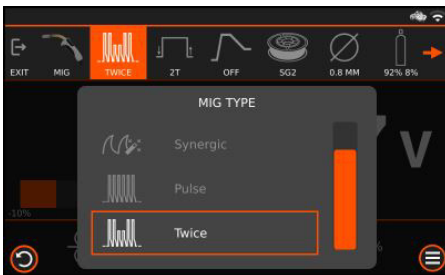 EXIT MIG TWICE 2T OFF SG2 0.8 MM 92% 8%
MIG TYPE
Synergic
Pulse
Twice
V
-10%